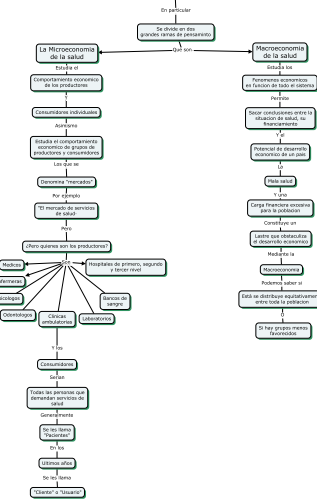 En particular
Se divide en dos
grandes ramas de pensamiento
Qué son
La Microeconomia
de la salud
Estudia el
Comportamiento economico
de los productores
Y
Consumidores individuales
Asimismo
Estudia el comportamiento
economico de grupos de
productores y consumidores
Los que se
Denomina "mercados"
Por ejemplo
"El mercado de servicios
de salud·
Pero
¿Pero quienes son los productores?
Son
Medicos
Hospitales de primero, segundo
y tercer nivel
Odontologos
Clinicas
ambulatorias
Laboratorios
Bancos de
sangre
Y los
Consumidores
Serian
Todas las personas que
demandan servicios de
salud
Generalmente
Se les llama
"Pacientes"
En los
Ultimos años
Se les llama
"Cliente" o "Usuario"
Macroeconomia
de la salud
Estudia los
Fenomenos economicos
en funcion de todo el sistema
Permite
Sacar conclusiones entre la
situacion de salud, su
financiamiento
Y el
Potencial de desarrollo
economico de un pais
La
Mala salud
Y una
Carga financiera excesiva
para la poblacion
Constituye un
Lastre que obstaculiza
el desarrollo economico
Mediante la
Macroeconomia
Podemos saber si
Está se distribuye equitativamente
entre toda la poblacion
O
Si hay grupos menos
favorecidos